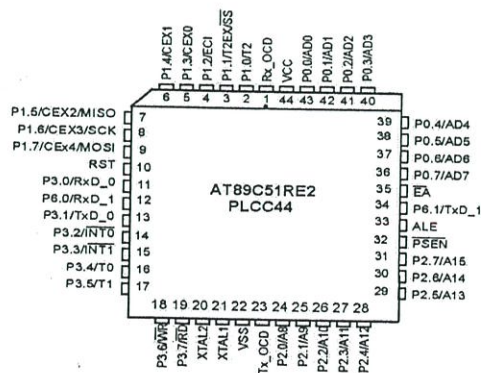 P1.4/CEX1
P1.3/CEX0
P1.2/ECI
P1.1/T2EX/SS
P1.0/T2
Rx_OCD
VCC
P0.0/AD0
P0.1/AD1
P0.2/AD2
P0.3/AD3
6 5 4 3 2 1 44 43 42 41 40
P1.5/CEX2/MISO 7
P1.6/CEX3/SCK 8
P1.7/CEx4/MOSI 9
RST 10
P3.0/RxD_0 11
P6.0/RxD_1 12
P3.1/TxD_0 13
P3.2/INT0 14
P3.3/INT1 15
P3.4/T0 16
P3.5/T1 17
AT89C51RE2
PLCC44
39 P0.4/AD4
38 P0.5/AD5
37 P0.6/AD6
36 P0.7/AD7
35 EA
34 P6.1/TxD_1
33 ALE
32 PSEN
31 P2.7/A15
30 P2.6/A14
29 P2.5/A13
18 19 20 21 22 23 24 25 26 27 28
P3.6/WR
P3.7/RD
XTAL2
XTAL1
VSS
Tx_OCD
P2.0/A8
P2.1/A9
P2.2/A10
P2.3/A11
P2.4/A12